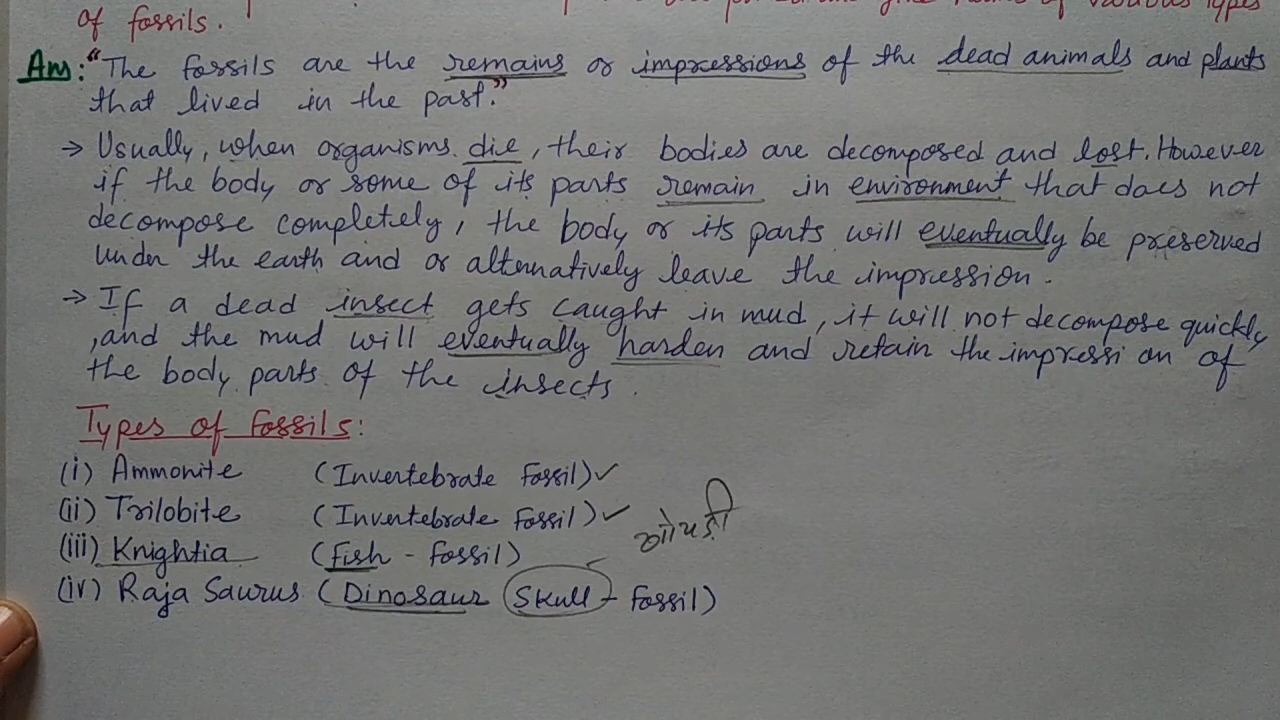 of fossils.
Ans: "The fossils are the remains or impressions of the dead animals and plants
that lived in the past."
→ Usually, when organisms die, their bodies are decomposed and lost. However
if the body or some of its parts remain in environment that does not
decompose completely, the body or its parts will eventually be preserved
under the earth and or alternatively leave the impression.
→ If a dead insect gets caught in mud, it will not decompose quickly
,and the mud will eventually harden and retain the impression of
the body parts of the insects.
Types of Fossils:
(i) Ammonite (Invertebrate Fossil) ✓
(ii) Trilobite (Invertebrate Fossil) ✓
(iii) Knightia (Fish - Fossil)
(iv) Raja Saurus (Dinosaur Skull - Fossil)